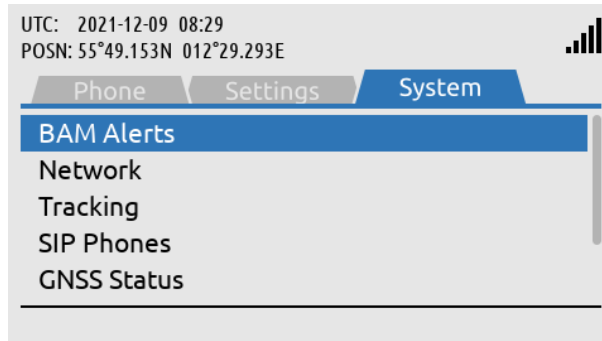 UTC: 2021-12-09 08:29
POSN: 55°49.153N 012°29.293E
Phone Settings System
BAM Alerts
Network
Tracking
SIP Phones
GNSS Status